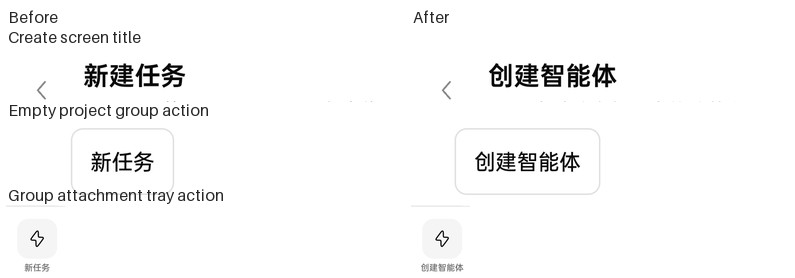 Before
After
Create screen title
新建任务
创建智能体
Empty project group action
新任务
创建智能体
Group attachment tray action
新任务
创建智能体